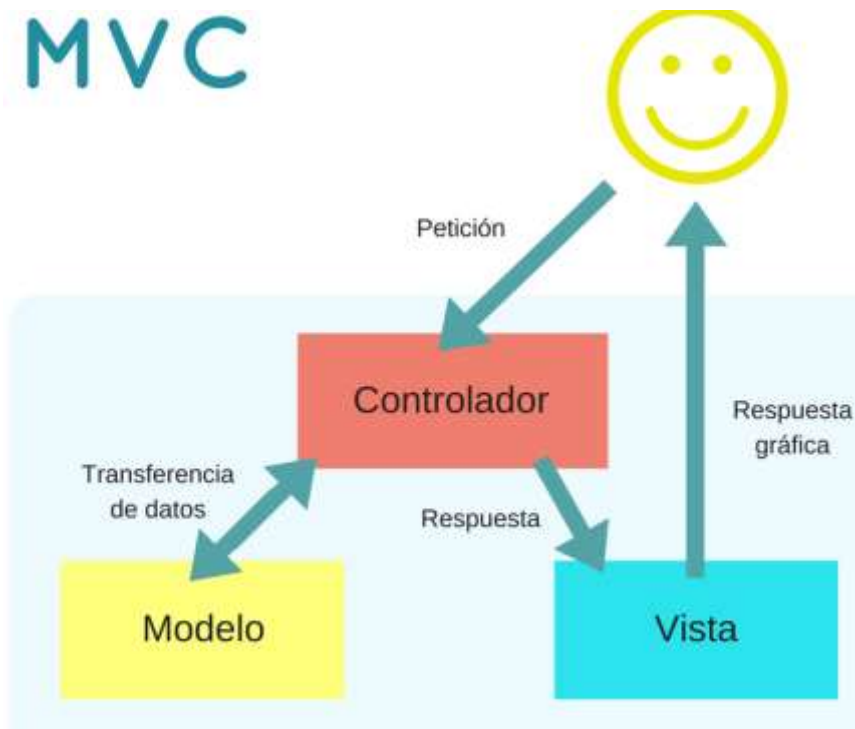 MVC
Petición
Controlador
Respuesta
gráfica
Transferencia
de datos
Respuesta
Modelo
Vista